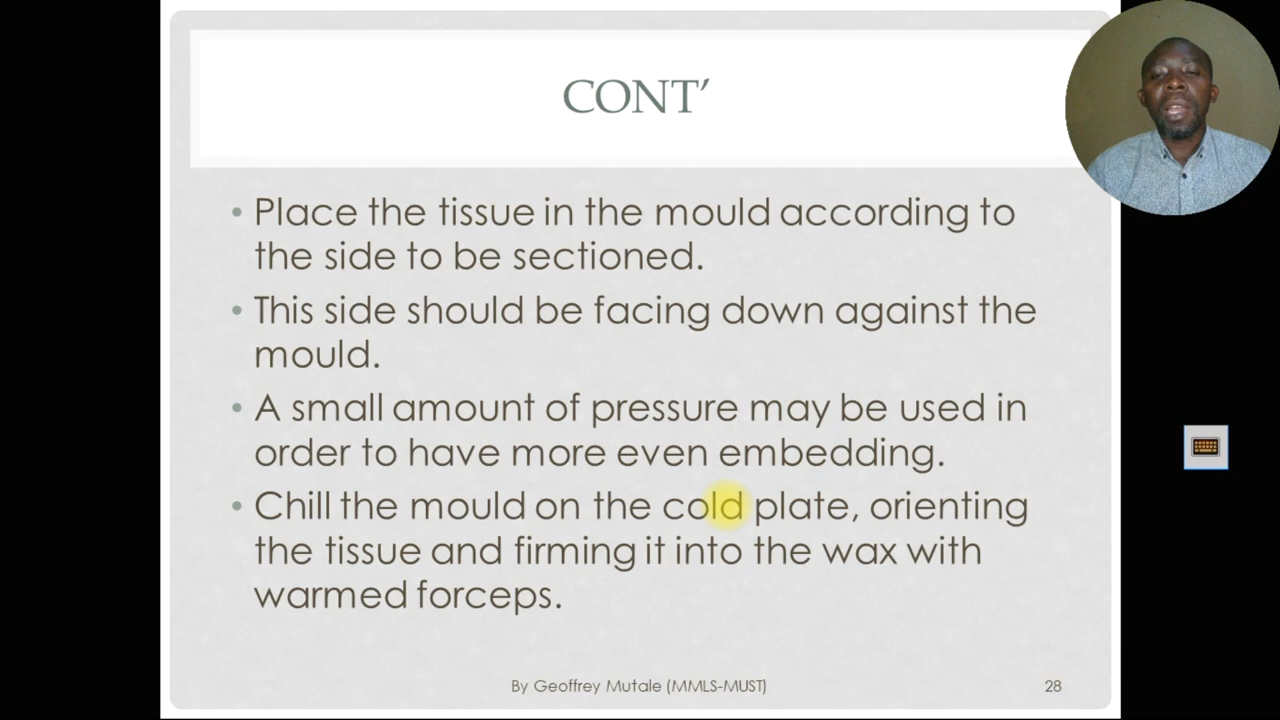 CONT’
• Place the tissue in the mould according to
the side to be sectioned.
• This side should be facing down against the
mould.
• A small amount of pressure may be used in
order to have more even embedding.
• Chill the mould on the cold plate, orienting
the tissue and firming it into the wax with
warmed forceps.
By Geoffrey Mutale (MMLS-MUST)
28